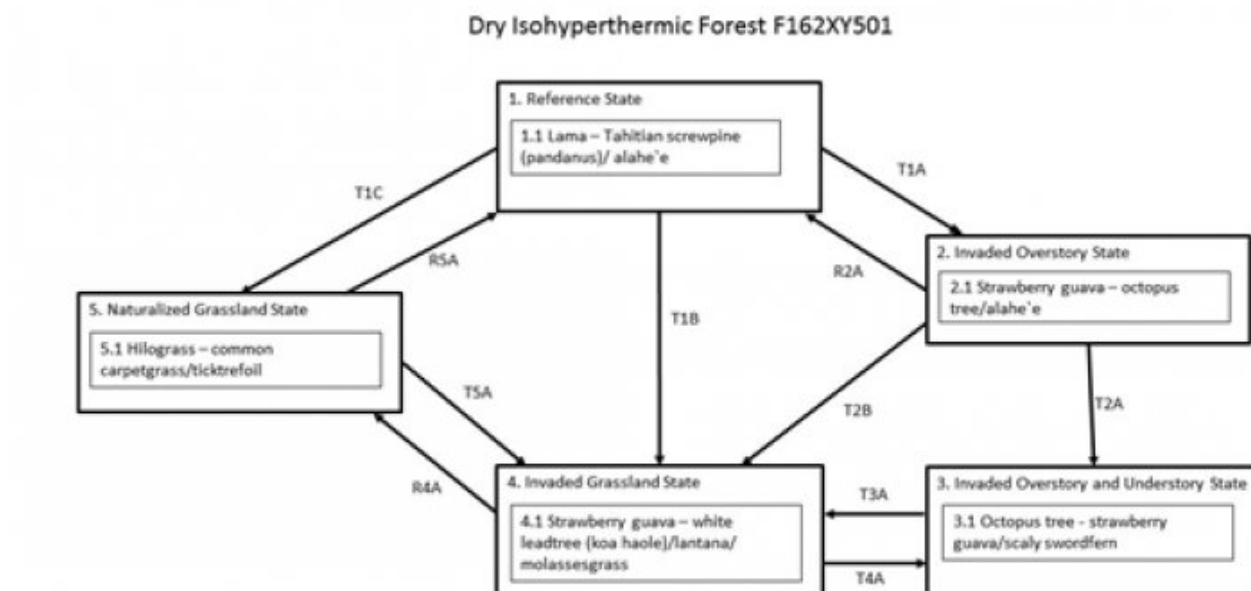 Dry Isohyperthermic Forest F162XY501
1. Reference State
1.1 Lama – Tahitian screwpine
(pandanus)/ alahe`e
T1C
T1A
R5A
R2A
T1B
2. Invaded Overstory State
2.1 Strawberry guava – octopus
tree/alahe`e
5. Naturalized Grassland State
5.1 Hilograss – common
carpetgrass/ticktrefoil
T5A
T2B
T2A
R4A
4. Invaded Grassland State
4.1 Strawberry guava – white
leadtree (koa haole)/lantana/
molassesgrass
T3A
T4A
3. Invaded Overstory and Understory State
3.1 Octopus tree - strawberry
guava/scaly swordfern